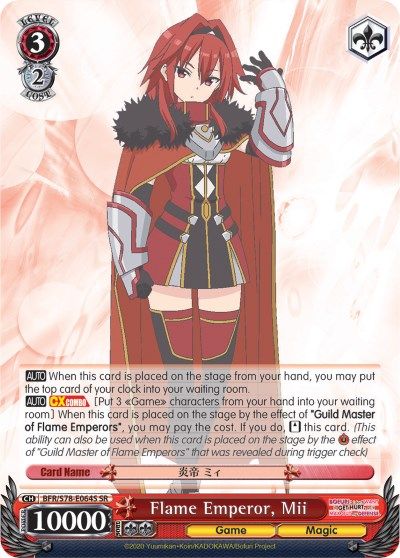 LEVEL
3
2
COST
AUTO When this card is placed on the stage from your hand, you may put
the top card of your clock into your waiting room.
AUTO CXCOMBO [Put 3 «Game» characters from your hand into your waiting
room] When this card is placed on the stage by the effect of "Guild Master
of Flame Emperors", you may pay the cost. If you do, this card. (This
ability can also be used when this card is placed on the stage by the effect
of "Guild Master of Flame Emperors" that was revealed during trigger check)
Card Name 炎帝 ミィ
CH BFR/S78-E064S SR
POWER 10000 SOUL Flame Emperor, Mii
Game Magic
©2020 Yuumikan•Koin/KADOKAWA/Bofuri Project